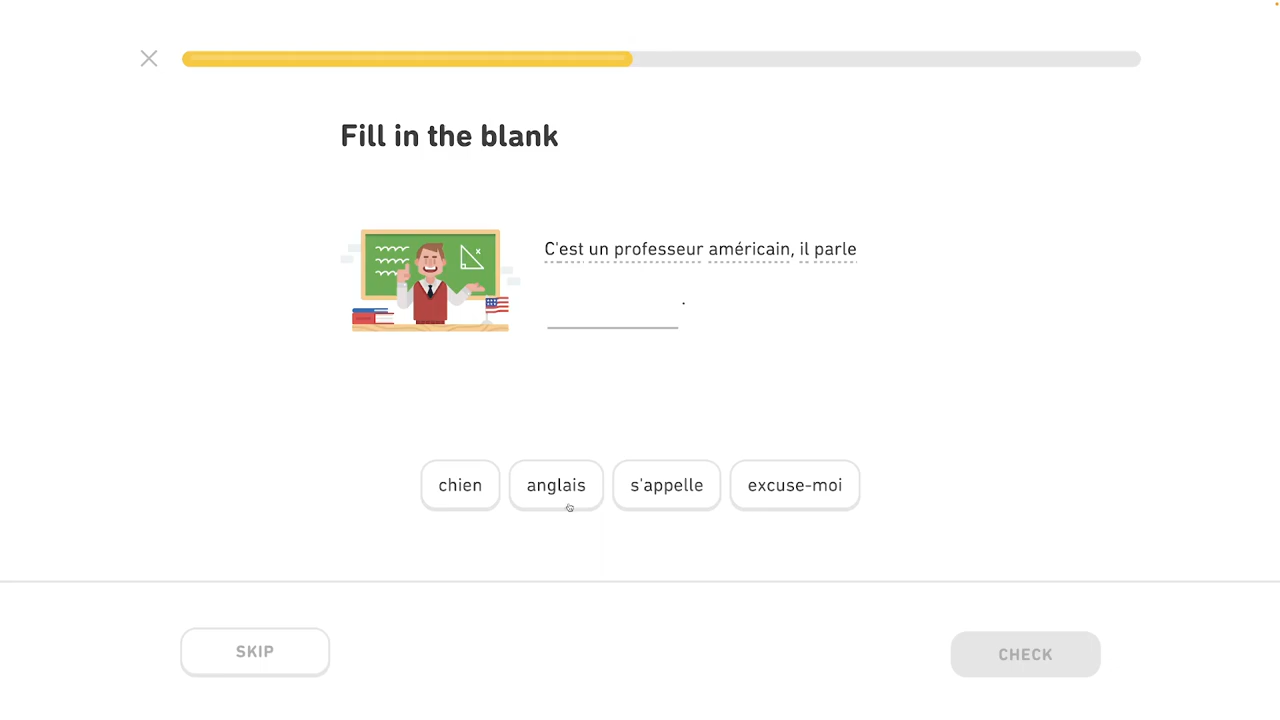 Fill in the blank
C'est un professeur américain, il parle
.
chien anglais s'appelle excuse-moi
SKIP CHECK